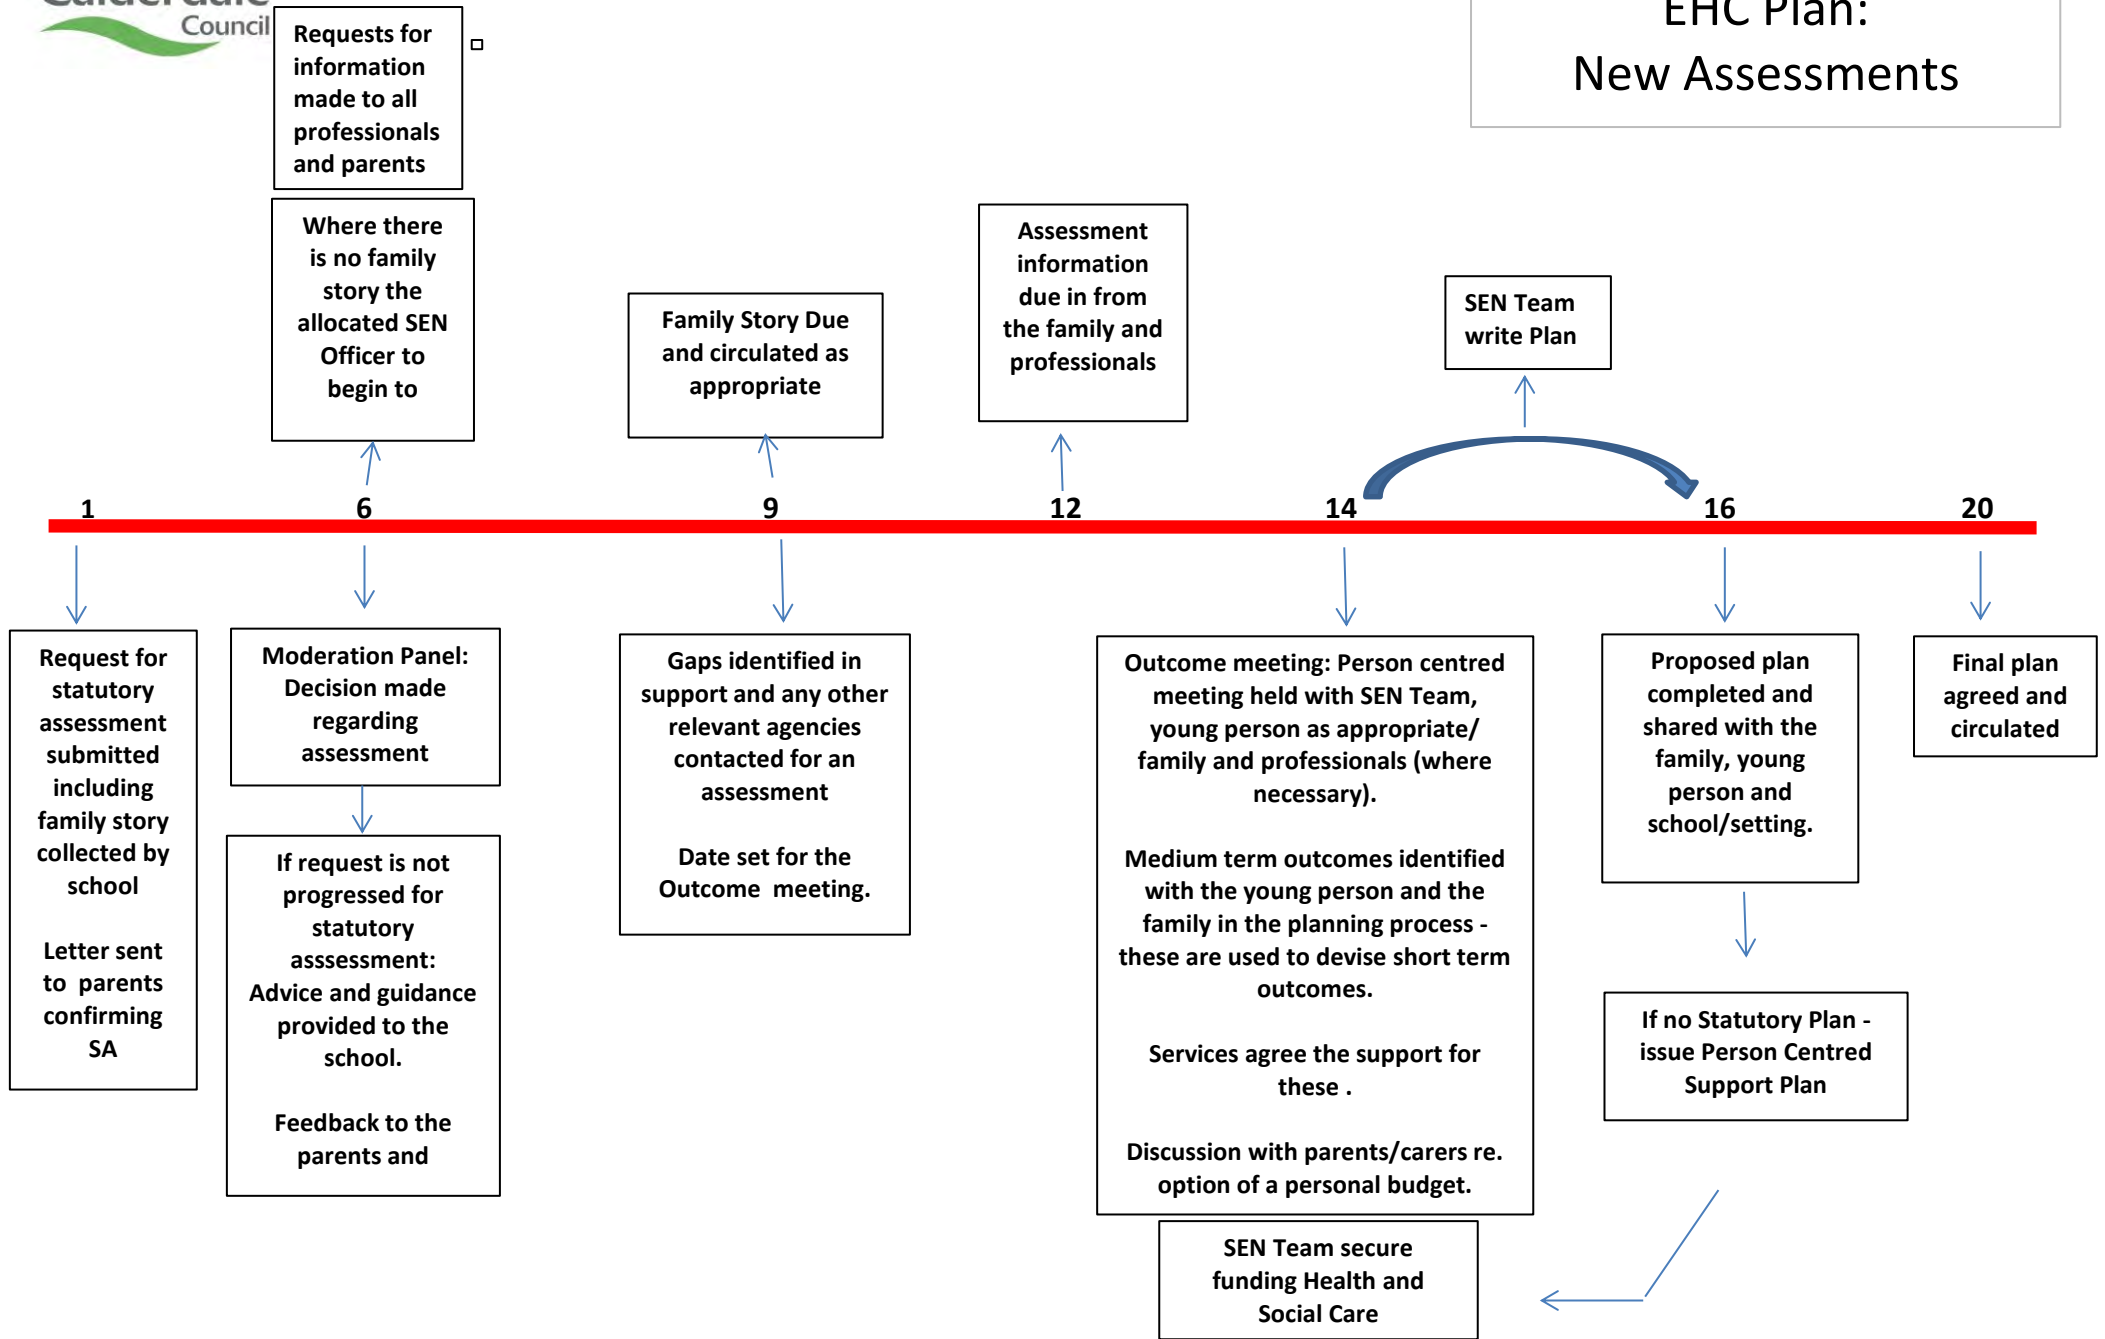 Calderdale
Council
EHC Plan:
New Assessments
Requests for
information
made to all
professionals
and parents
Where there
is no family
story the
allocated SEN
Officer to
begin to
Family Story Due
and circulated as
appropriate
Assessment
information
due in from
the family and
professionals
SEN Team
write Plan
1
6
9
12
14
16
20
Request for
statutory
assessment
submitted
including
family story
collected by
school
Letter sent
to parents
confirming
SA
Moderation Panel:
Decision made
regarding
assessment
If request is not
progressed for
statutory
asssessment:
Advice and guidance
provided to the
school.
Feedback to the
parents and
Gaps identified in
support and any other
relevant agencies
contacted for an
assessment
Date set for the
Outcome meeting.
Outcome meeting: Person centred
meeting held with SEN Team,
young person as appropriate/
family and professionals (where
necessary).
Medium term outcomes identified
with the young person and the
family in the planning process -
these are used to devise short term
outcomes.
Services agree the support for
these .
Discussion with parents/carers re.
option of a personal budget.
SEN Team secure
funding Health and
Social Care
Proposed plan
completed and
shared with the
family, young
person and
school/setting.
If no Statutory Plan -
issue Person Centred
Support Plan
Final plan
agreed and
circulated